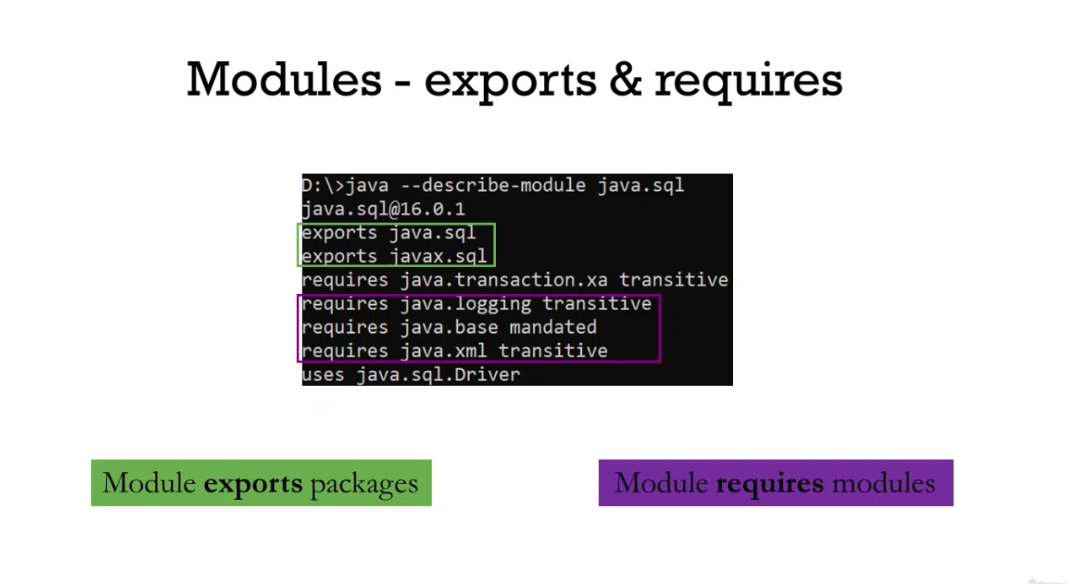 Modules - exports & requires
D:\>java --describe-module java.sql
java.sql@16.0.1
exports java.sql
exports javax.sql
requires java.transaction.xa transitive
requires java.logging transitive
requires java.base mandated
requires java.xml transitive
uses java.sql.Driver
Module exports packages
Module requires modules